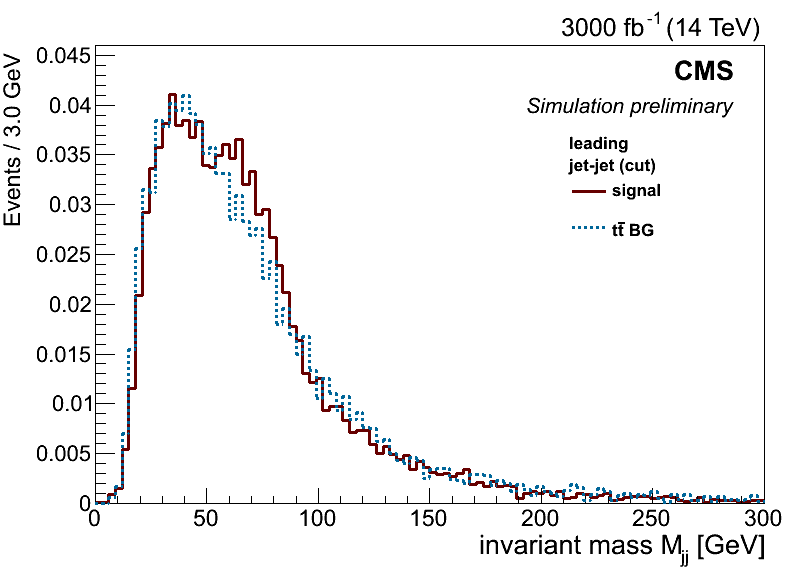 3000 fb⁻¹ (14 TeV)
CMS
Simulation preliminary
leading
jet-jet (cut)
signal
tt̄ BG
Events / 3.0 GeV
0.045
0.04
0.035
0.03
0.025
0.02
0.015
0.01
0.005
0
0 50 100 150 200 250 300
invariant mass Mjj [GeV]